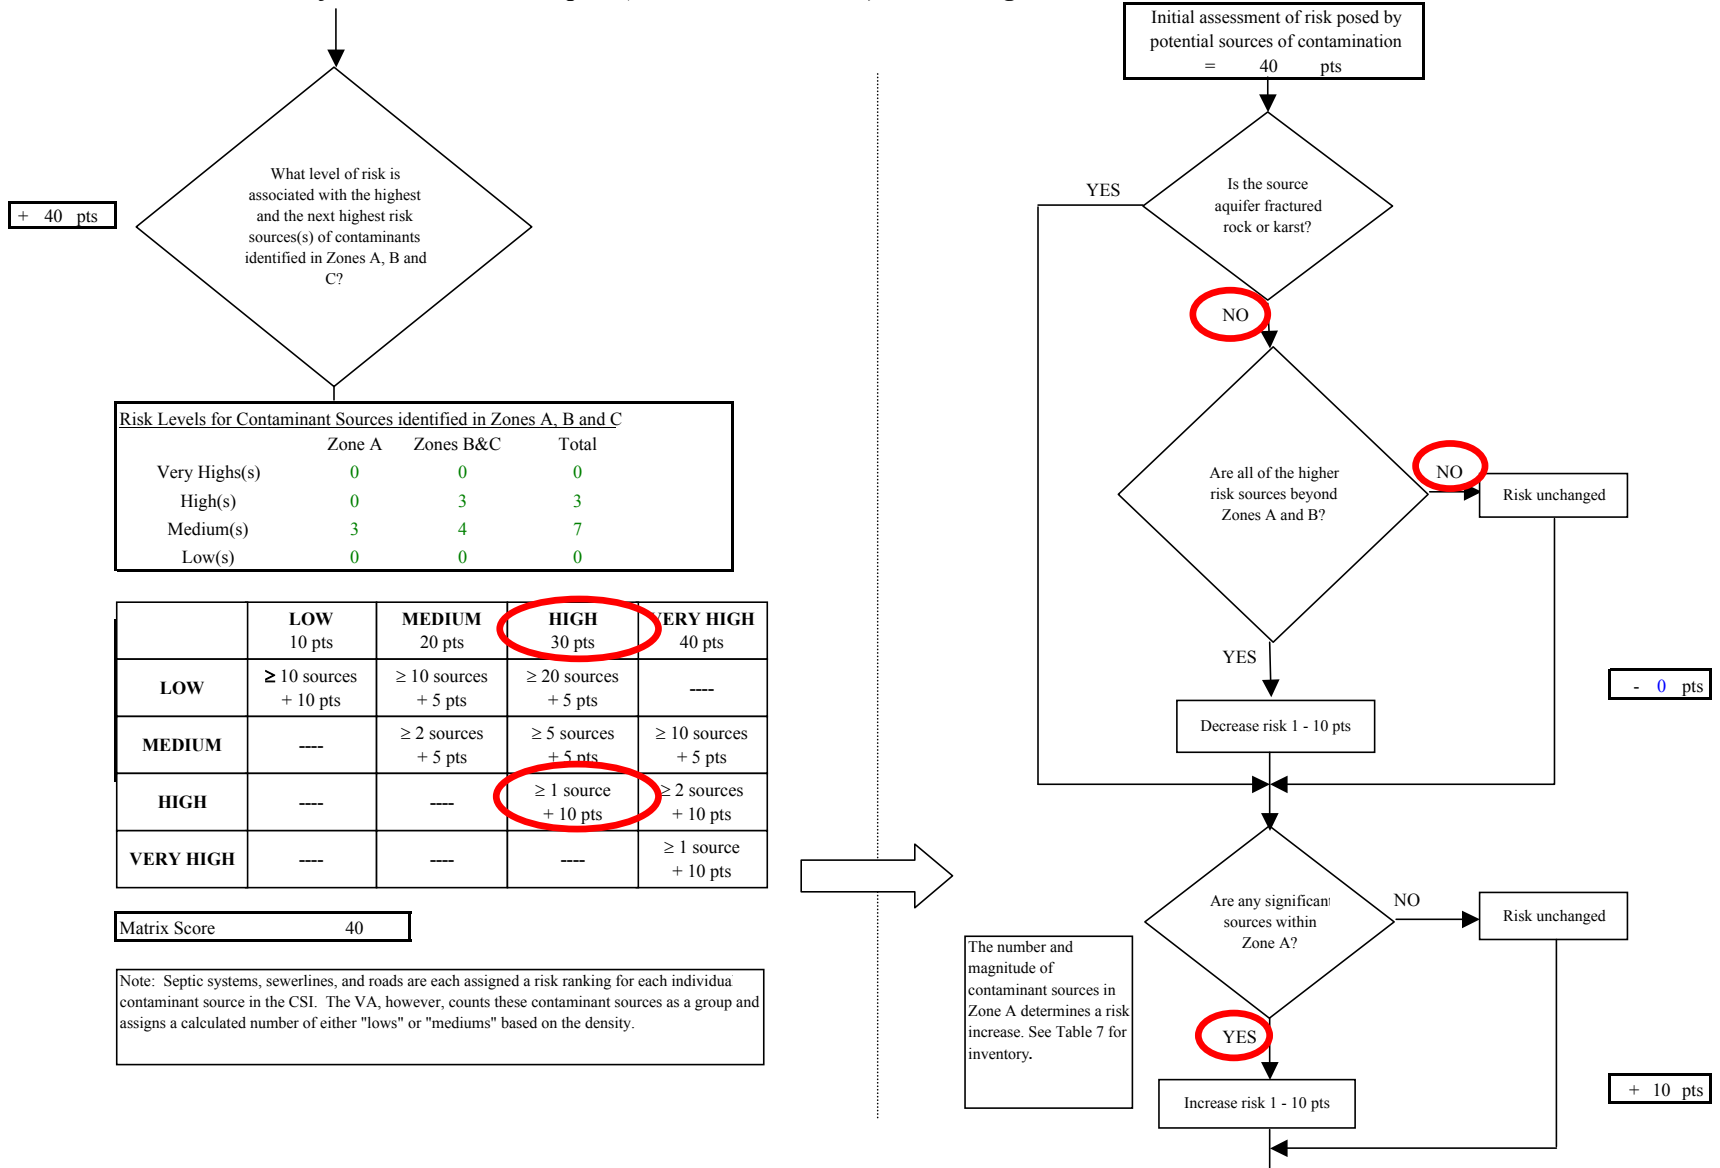 What level of risk is
associated with the highest
and the next highest risk
sources(s) of contaminants
identified in Zones A, B and
C?
+ 40 pts
Risk Levels for Contaminant Sources identified in Zones A, B and C
Zone A Zones B&C Total
Very Highs(s) 0 0 0
High(s) 0 3 3
Medium(s) 3 4 7
Low(s) 0 0 0
LOW MEDIUM HIGH VERY HIGH
10 pts 20 pts 30 pts 40 pts
LOW ≥ 10 sources + 10 pts ≥ 10 sources + 5 pts ≥ 20 sources + 5 pts ----
MEDIUM ---- ≥ 2 sources + 5 pts ≥ 5 sources + 5 pts ≥ 10 sources + 5 pts
HIGH ---- ---- ≥ 1 source + 10 pts ≥ 2 sources + 10 pts
VERY HIGH ---- ---- ---- ≥ 1 source + 10 pts
Matrix Score 40
Note: Septic systems, sewerlines, and roads are each assigned a risk ranking for each individua
contaminant source in the CSI. The VA, however, counts these contaminant sources as a group and
assigns a calculated number of either "lows" or "mediums" based on the density.
Initial assessment of risk posed by
potential sources of contamination
= 40 pts
Is the source
aquifer fractured
rock or karst?
YES
NO
Are all of the higher
risk sources beyond
Zones A and B?
NO
Risk unchanged
YES
Decrease risk 1 - 10 pts
- 0 pts
Are any significant
sources within
Zone A?
NO
Risk unchanged
The number and
magnitude of
contaminant sources in
Zone A determines a risk
increase. See Table 7 for
inventory.
YES
Increase risk 1 - 10 pts
+ 10 pts